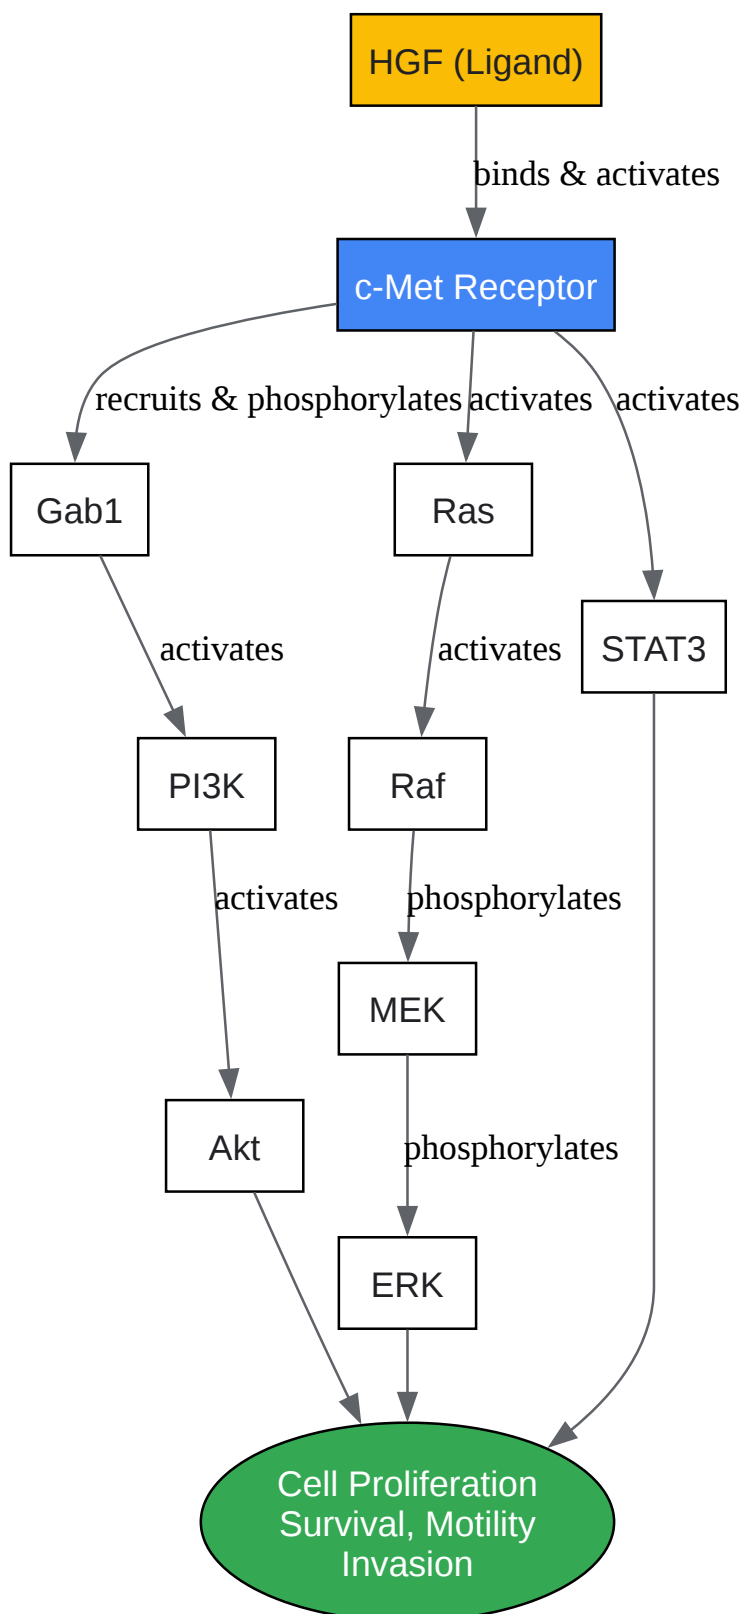 HGF (Ligand)
binds & activates
c-Met Receptor
recruits & phosphorylates
activates
activates
Gab1
Ras
STAT3
activates
activates
PI3K
Raf
activates
phosphorylates
MEK
Akt
phosphorylates
ERK
Cell Proliferation
Survival, Motility
Invasion